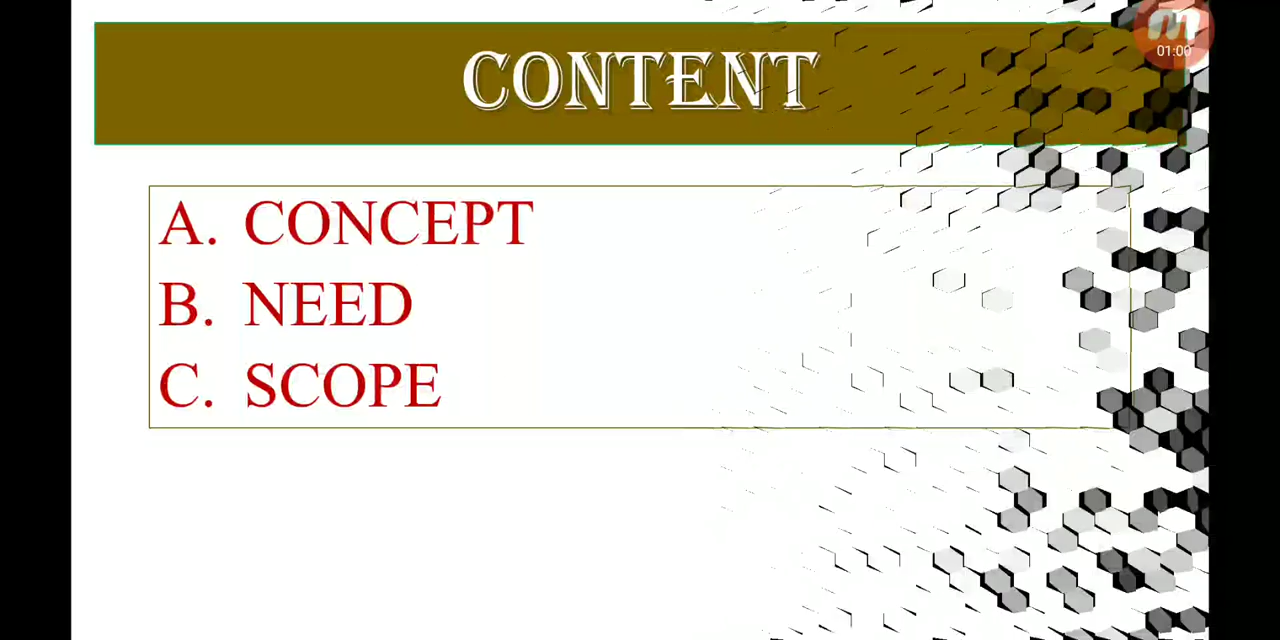 CONTENT
01:00
A. CONCEPT
B. NEED
C. SCOPE